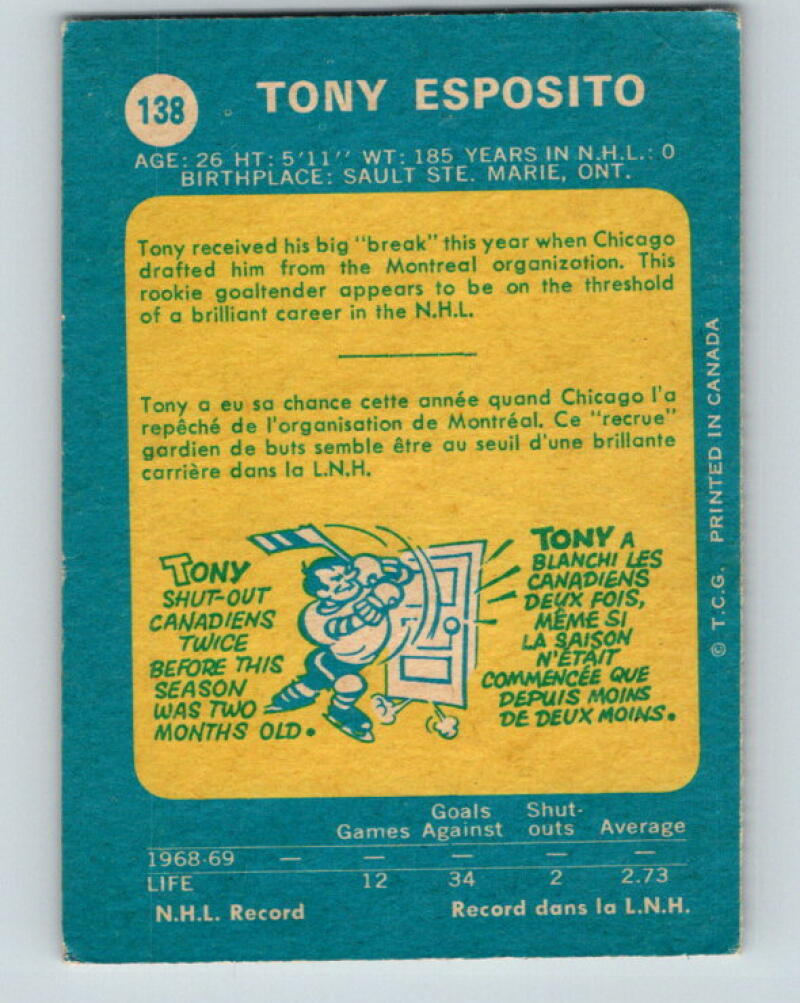 138
TONY ESPOSITO
AGE: 26 HT: 5'11'' WT: 185 YEARS IN N.H.L.: 0
BIRTHPLACE: SAULT STE. MARIE, ONT.
Tony received his big "break" this year when Chicago
drafted him from the Montreal organization. This
rookie goaltender appears to be on the threshold
of a brilliant career in the N.H.L.
Tony a eu sa chance cette année quand Chicago l'a
repêché de l'organisation de Montréal. Ce "recrue"
gardien de buts semble être au seuil d'une brillante
carrière dans la L.N.H.
TONY
SHUT-OUT
CANADIENS
TWICE
BEFORE THIS
SEASON
WAS TWO
MONTHS OLD.
TONY A
BLANCHI LES
CANADIENS
DEUX FOIS,
MÊME SI
LA SAISON
N'ÉTAIT
COMMENCÉE QUE
DEPUIS MOINS
DE DEUX MOINS.
© T.C.G. PRINTED IN CANADA
Games Goals Against Shut-outs Average
1968-69 — — — — —
LIFE 12 34 2 2.73
N.H.L. Record Record dans la L.N.H.